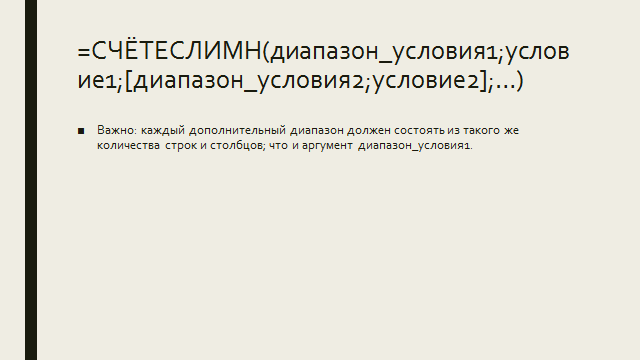 =СЧЁТЕСЛИМН(диапазон_условия1;услов
ие1;[диапазон_условия2;условие2];…)
■ Важно: каждый дополнительный диапазон должен состоять из такого же
количества строк и столбцов; что и аргумент диапазон_условия1.